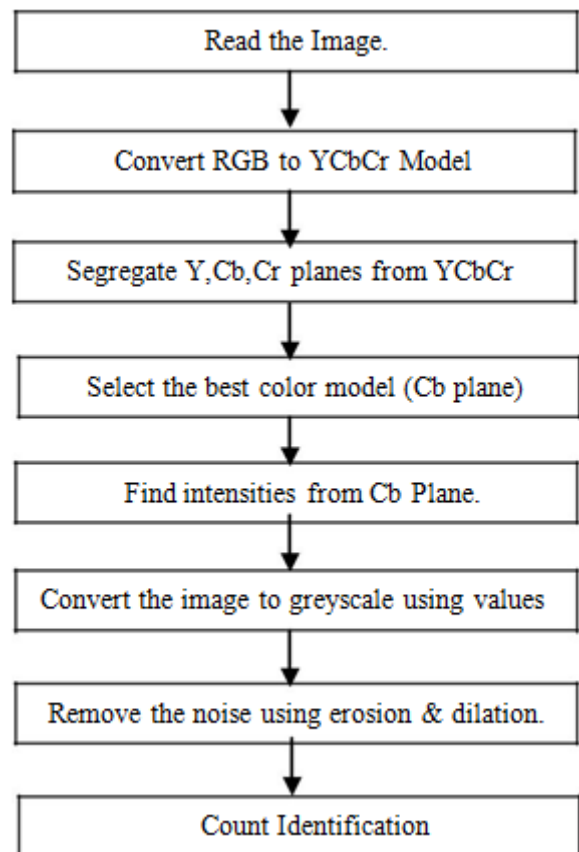 Read the Image.
Convert RGB to YCbCr Model
Segregate Y,Cb,Cr planes from YCbCr
Select the best color model (Cb plane)
Find intensities from Cb Plane.
Convert the image to greyscale using values
Remove the noise using erosion & dilation.
Count Identification